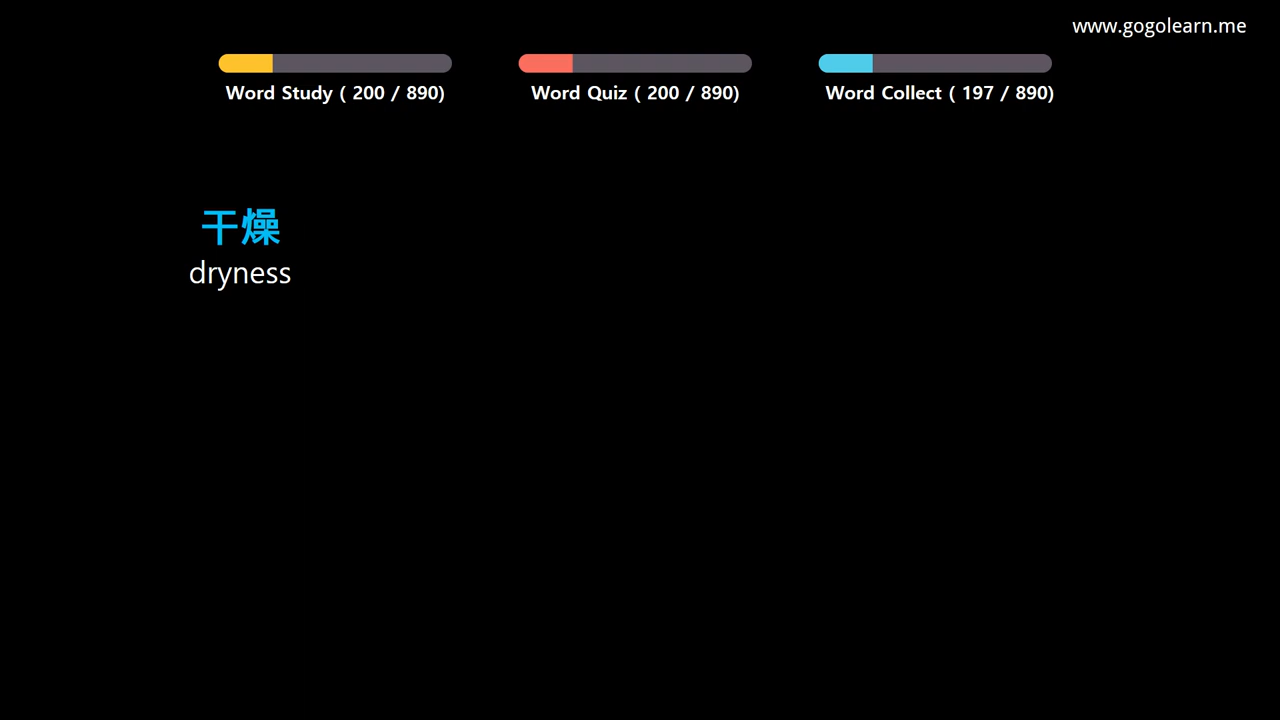 www.gogolearn.me
Word Study ( 200 / 890)
Word Quiz ( 200 / 890)
Word Collect ( 197 / 890)
干燥
dryness